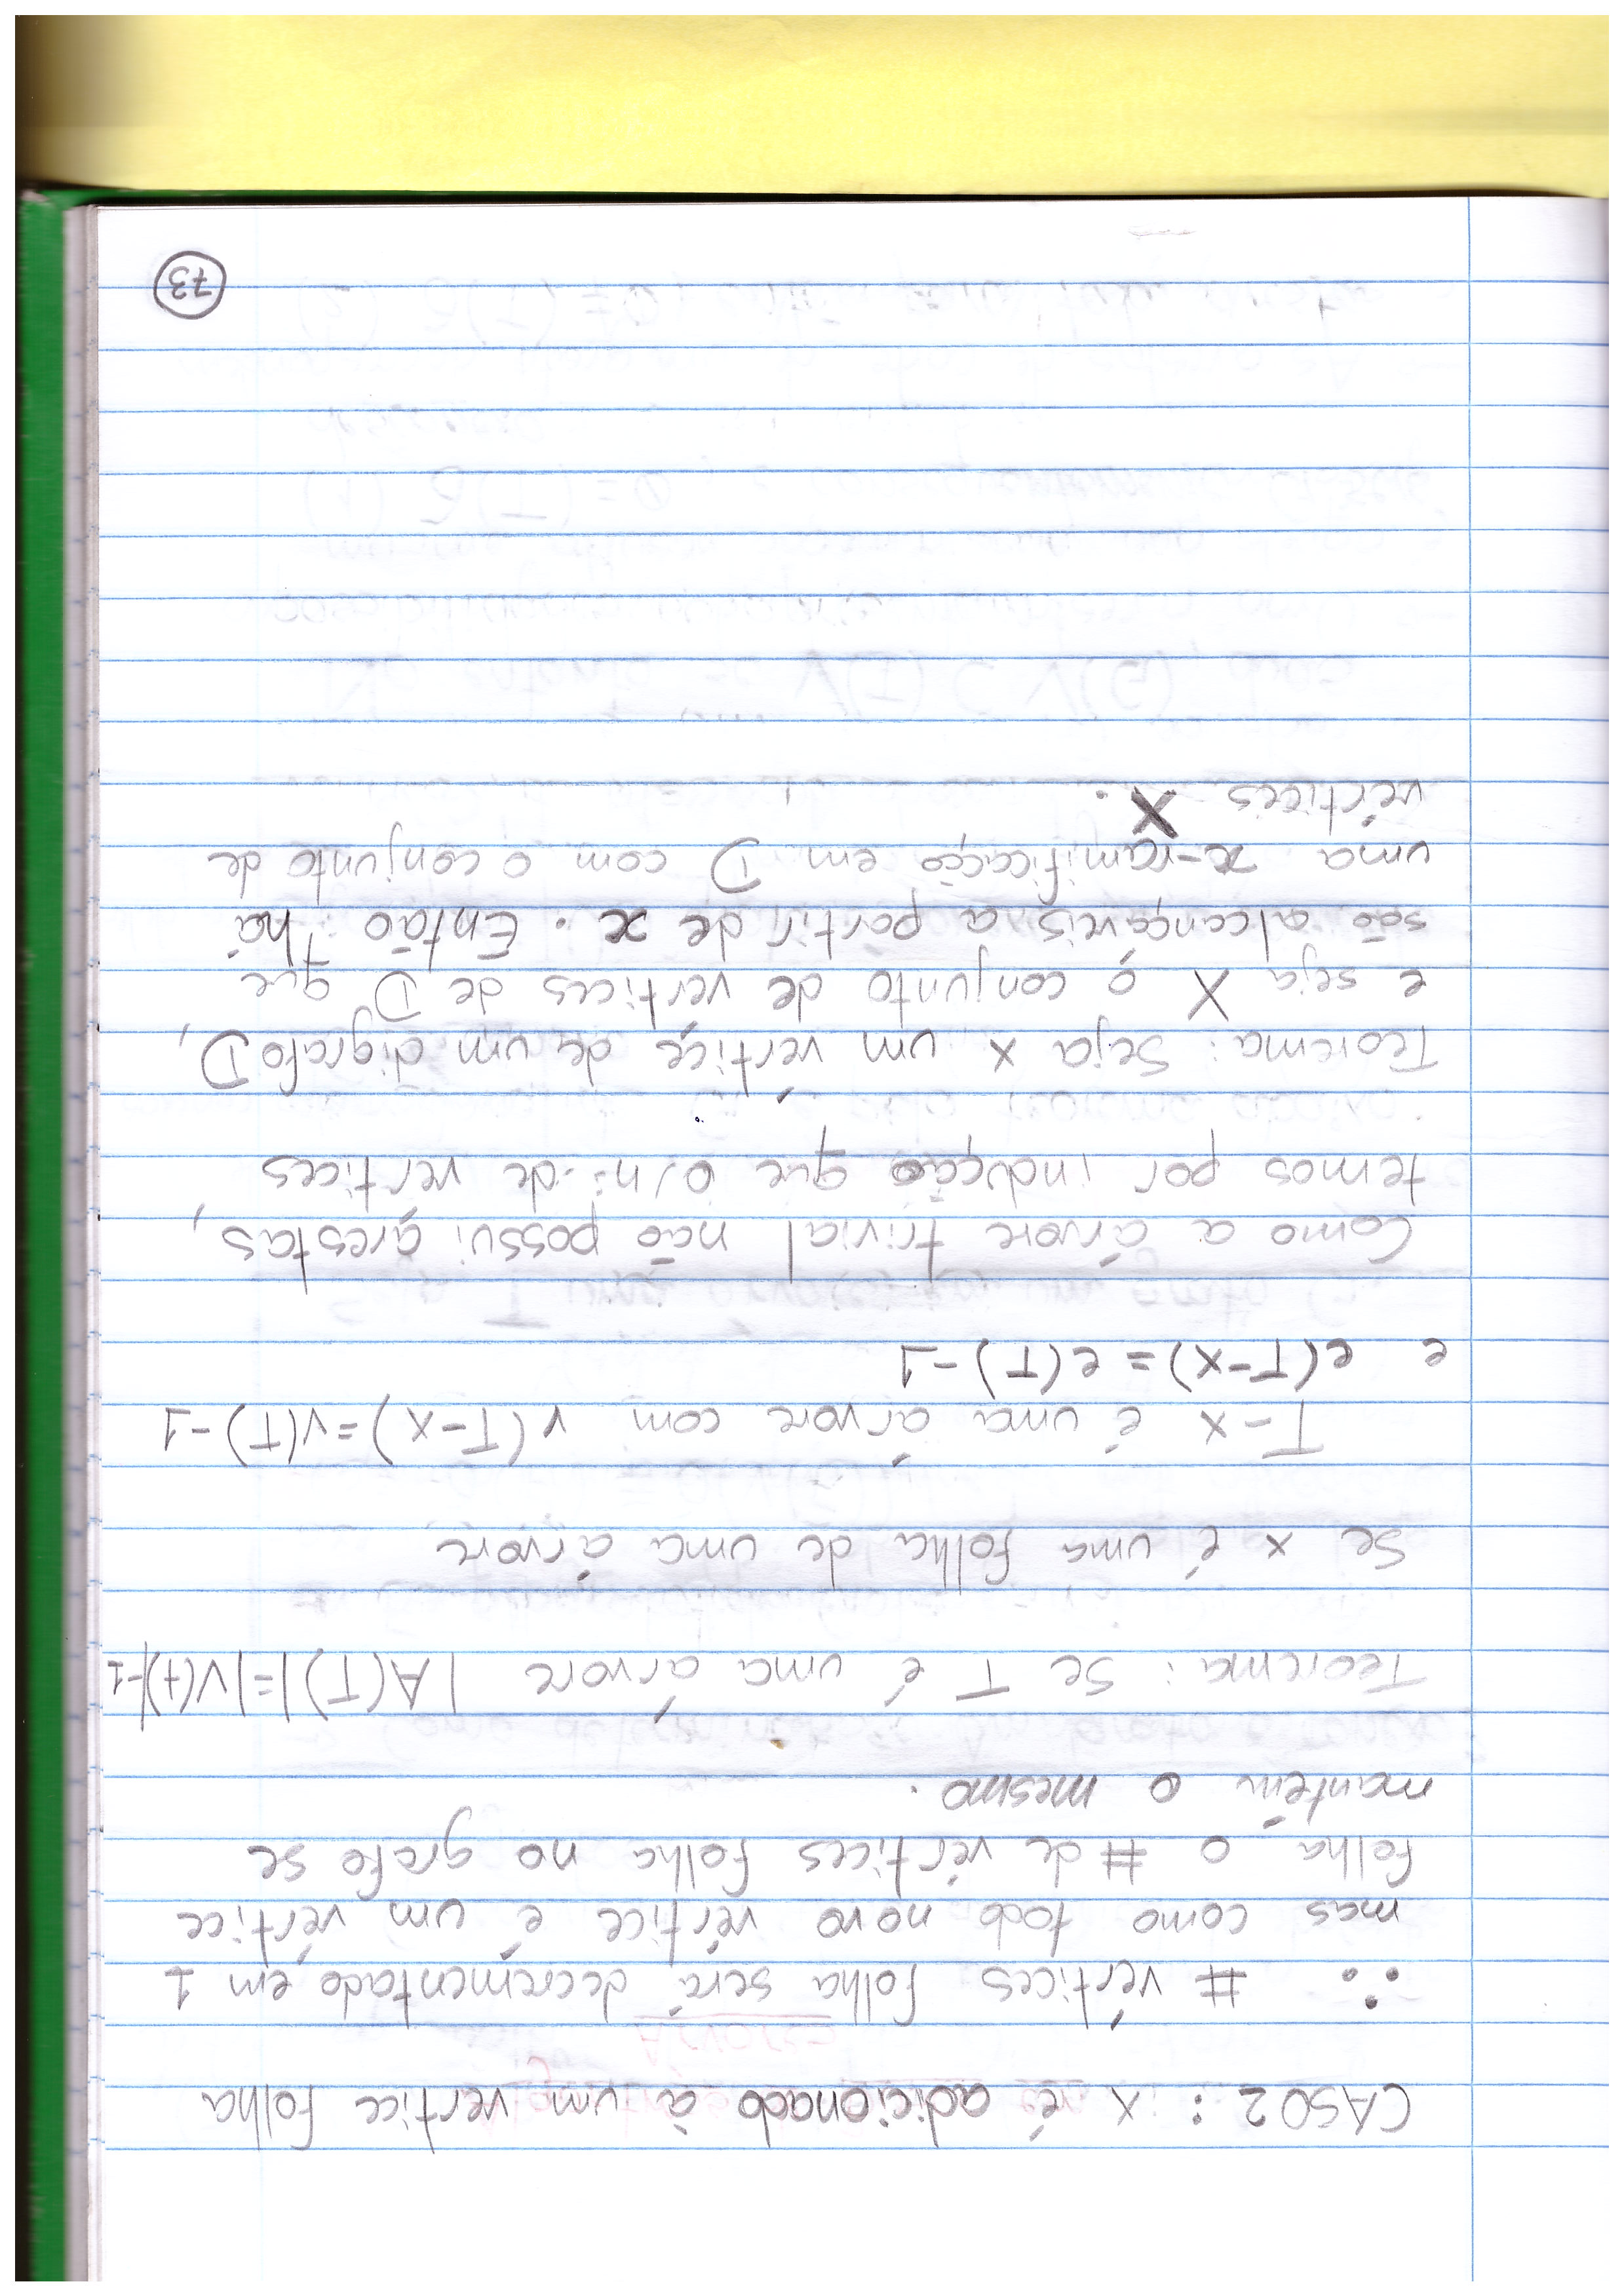 CASO 2 : x é adicionado à um vertice folha
∴ # vértices folha será decrementado em 1
mas como todo novo vértice é um vértice
folha o # de vértices folha no grafo se
mantém o mesmo.
Teorema: Se T é uma árvore |A(T)|=|V(t)|-1
Se x é uma folha de uma árvore
T-x é uma árvore com v(T-x)=v(T)-1
e e(T-x)=e(T)-1
Como a árvore trivial não possui arestas,
temos por indução que o nº de vértices
Teorema: Seja x um vértice de um digrafo D,
e seja X o conjunto de vértices de D que
são alcançáveis a partir de x. Então há
uma x-ramificação em D com o conjunto de
vértices X.
73